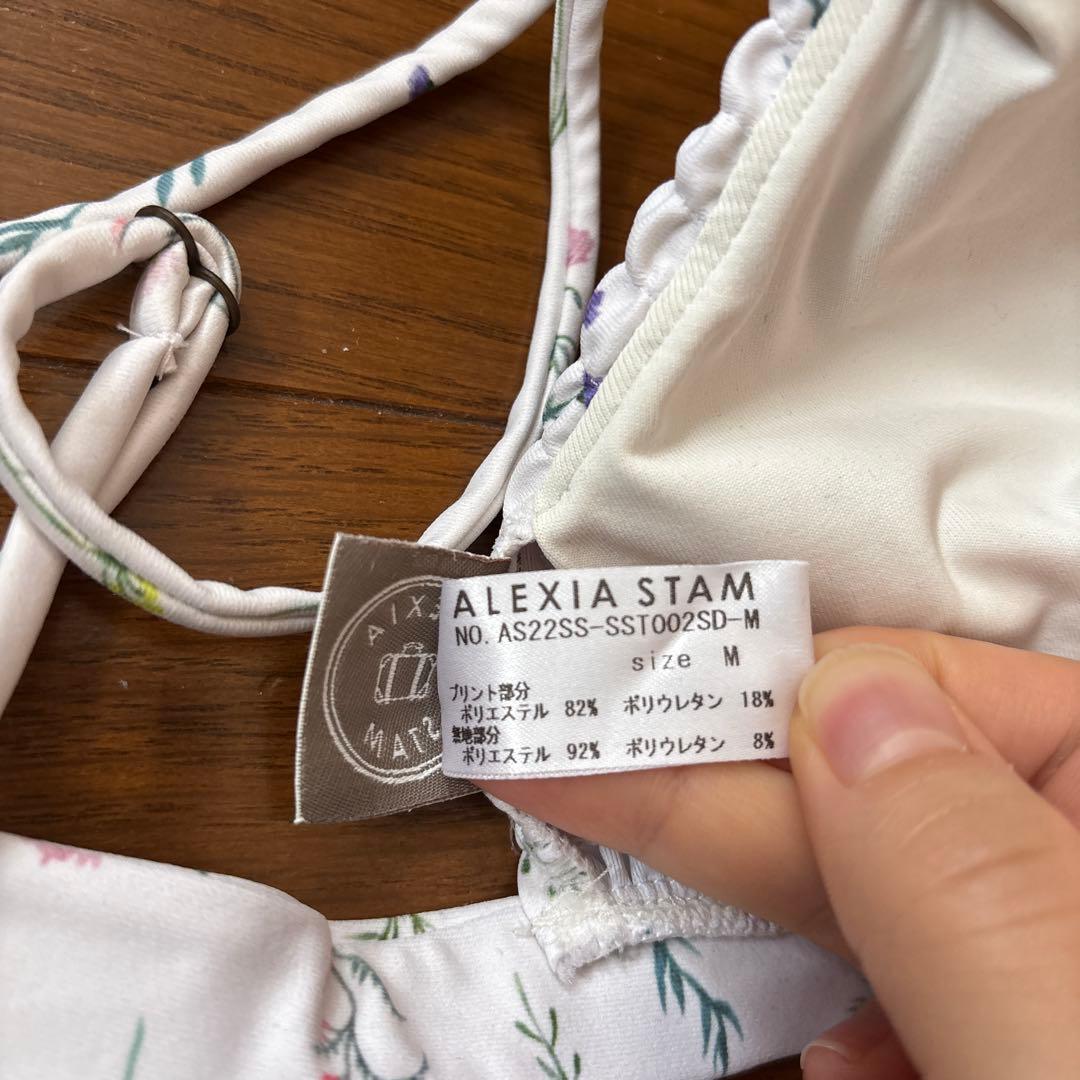 ALEXIA STAM
NO. AS22SS-SST002SD-M
size M
プリント部分
ポリエステル 82% ポリウレタン 18%
無地部分
ポリエステル 92% ポリウレタン 8%